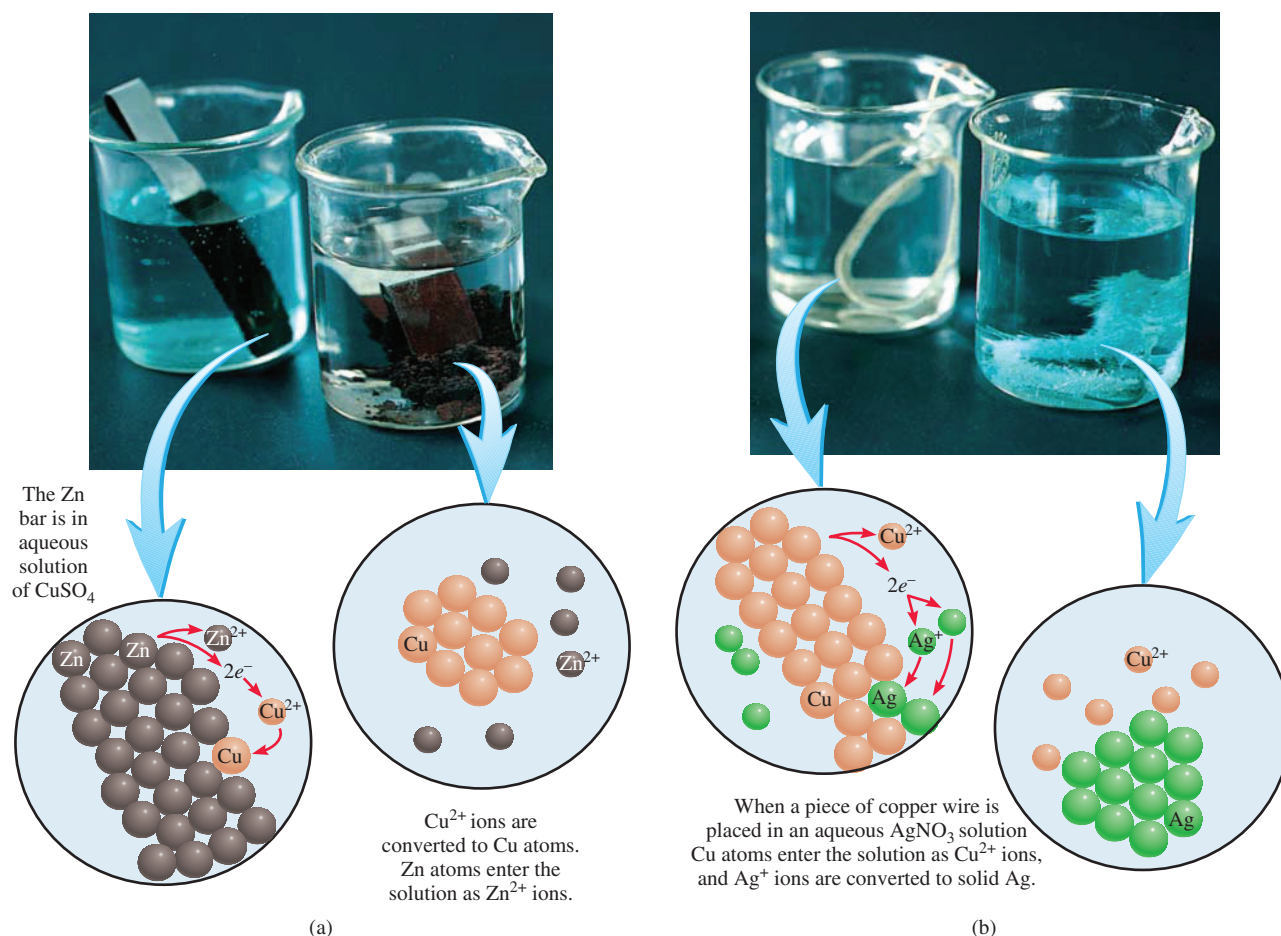 The Zn
bar is in
aqueous
solution
of CuSO₄
Zn
Zn
Zn²⁺
2e⁻
Cu²⁺
Cu
Cu
Zn²⁺
Cu²⁺ ions are
converted to Cu atoms.
Zn atoms enter the
solution as Zn²⁺ ions.
(a)
Cu²⁺
2e⁻
Ag⁺
Cu
Ag
Cu²⁺
Ag
When a piece of copper wire is
placed in an aqueous AgNO₃ solution
Cu atoms enter the solution as Cu²⁺ ions,
and Ag⁺ ions are converted to solid Ag.
(b)